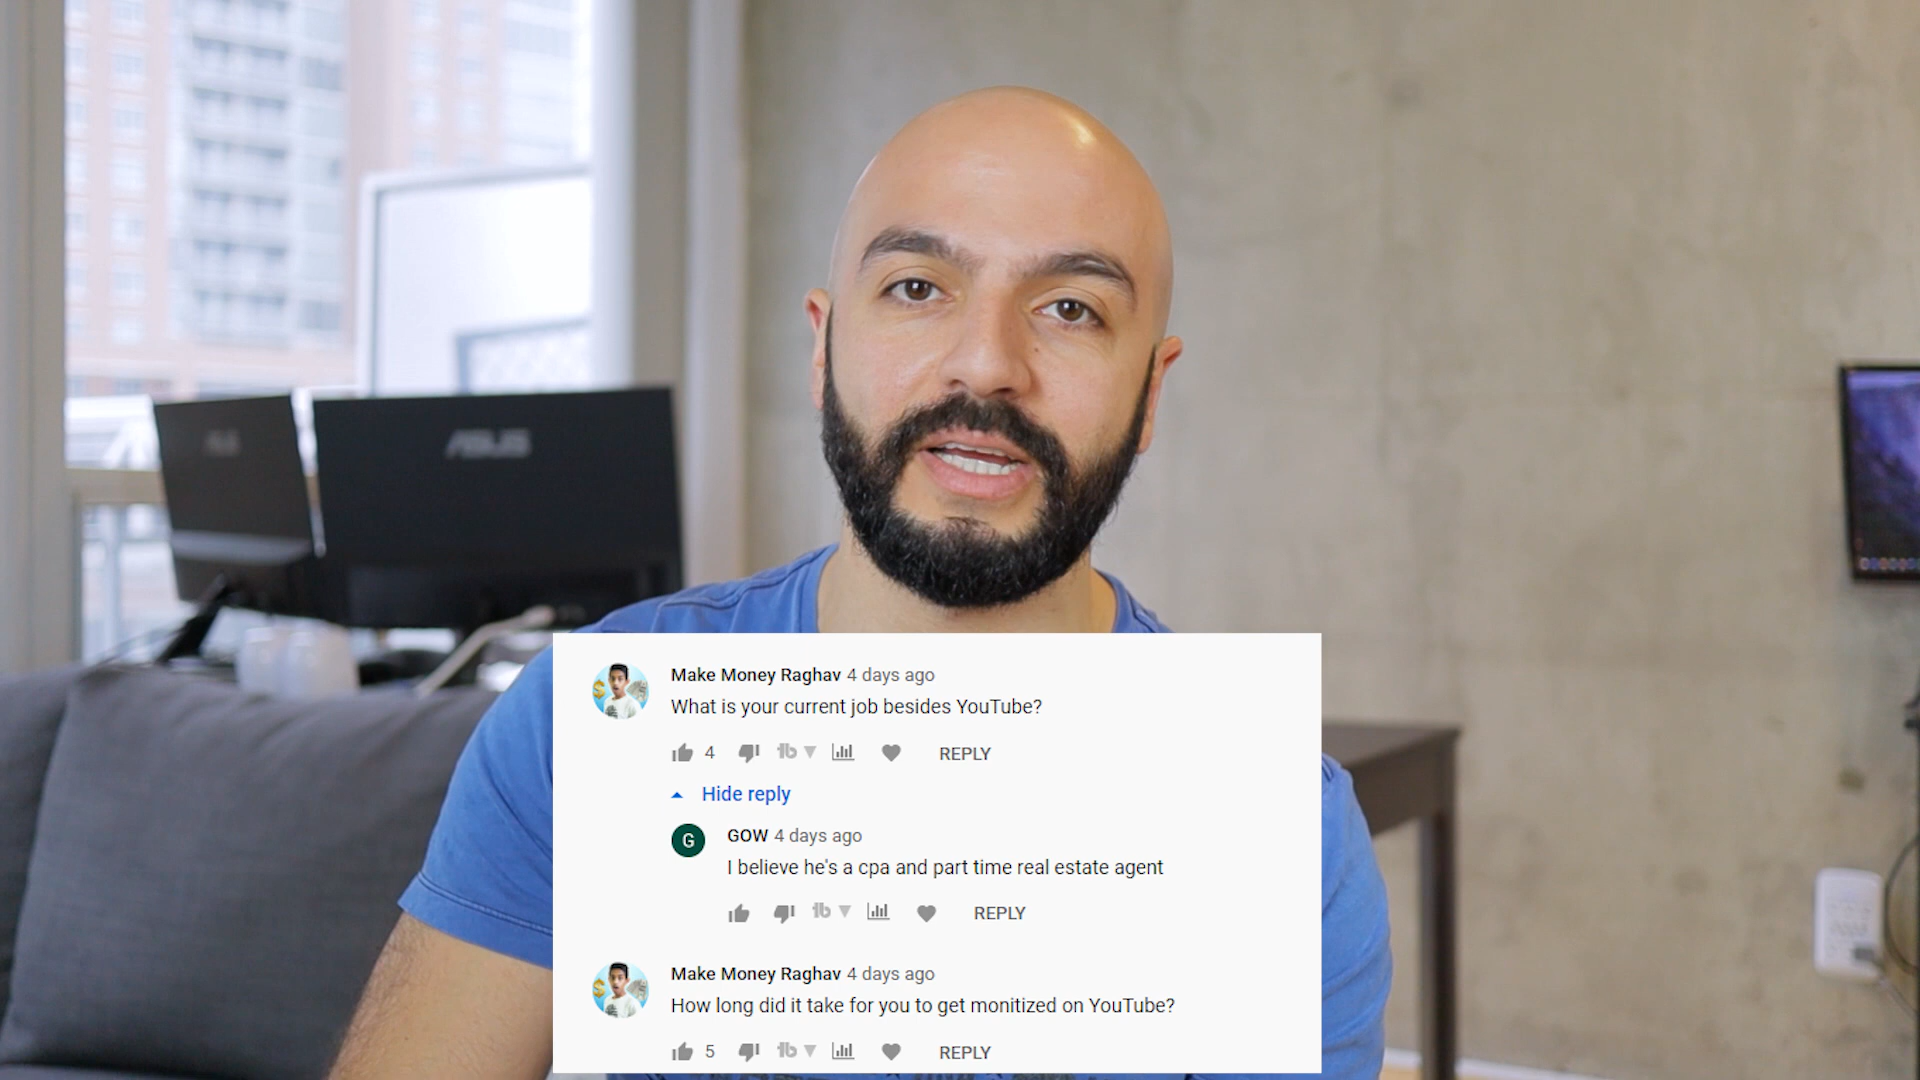 ASUS
Make Money Raghav 4 days ago
What is your current job besides YouTube?
4
REPLY
Hide reply
G
GOW 4 days ago
I believe he's a cpa and part time real estate agent
REPLY
Make Money Raghav 4 days ago
How long did it take for you to get monitized on YouTube?
5
REPLY